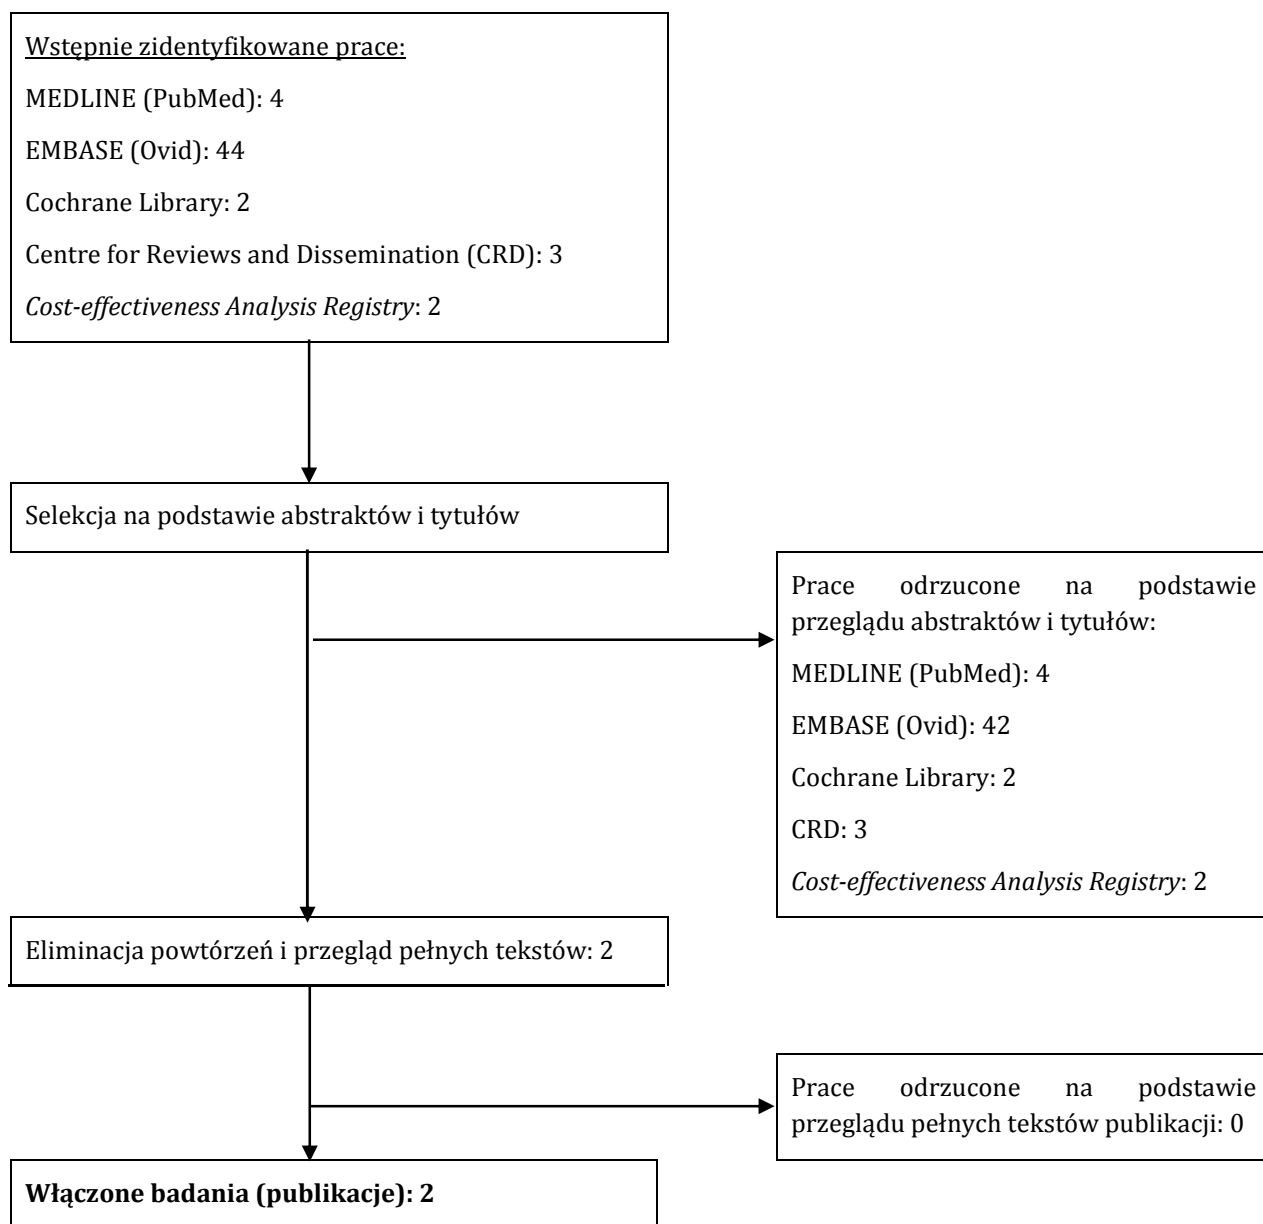 Wstępnie zidentyfikowane prace:
MEDLINE (PubMed): 4
EMBASE (Ovid): 44
Cochrane Library: 2
Centre for Reviews and Dissemination (CRD): 3
Cost-effectiveness Analysis Registry: 2
Selekcja na podstawie abstraktów i tytułów
Prace odrzucone na podstawie
przeglądu abstraktów i tytułów:
MEDLINE (PubMed): 4
EMBASE (Ovid): 42
Cochrane Library: 2
CRD: 3
Cost-effectiveness Analysis Registry: 2
Eliminacja powtórzeń i przegląd pełnych tekstów: 2
Prace odrzucone na podstawie
przeglądu pełnych tekstów publikacji: 0
Włączone badania (publikacje): 2